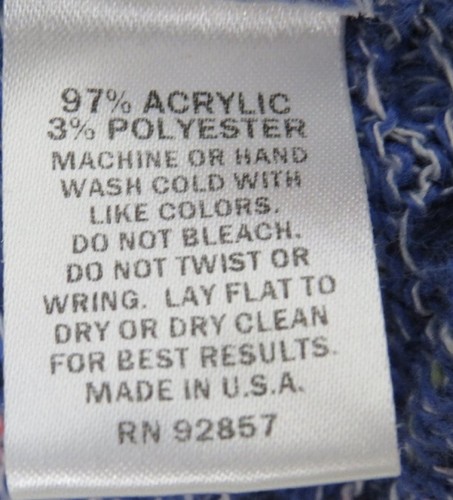 97% ACRYLIC
3% POLYESTER
MACHINE OR HAND
WASH COLD WITH
LIKE COLORS.
DO NOT BLEACH.
DO NOT TWIST OR
WRING. LAY FLAT TO
DRY OR DRY CLEAN
FOR BEST RESULTS.
MADE IN U.S.A.
RN 92857